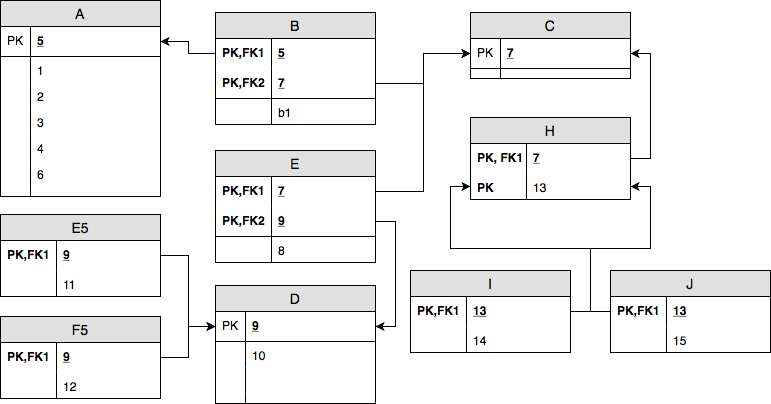 A
PK 5
1
2
3
4
6
B
PK,FK1 5
PK,FK2 7
b1
C
PK 7
E
PK,FK1 7
PK,FK2 9
8
H
PK, FK1 7
PK 13
E5
PK,FK1 9
11
F5
PK,FK1 9
12
D
PK 9
10
I
PK,FK1 13
14
J
PK,FK1 13
15